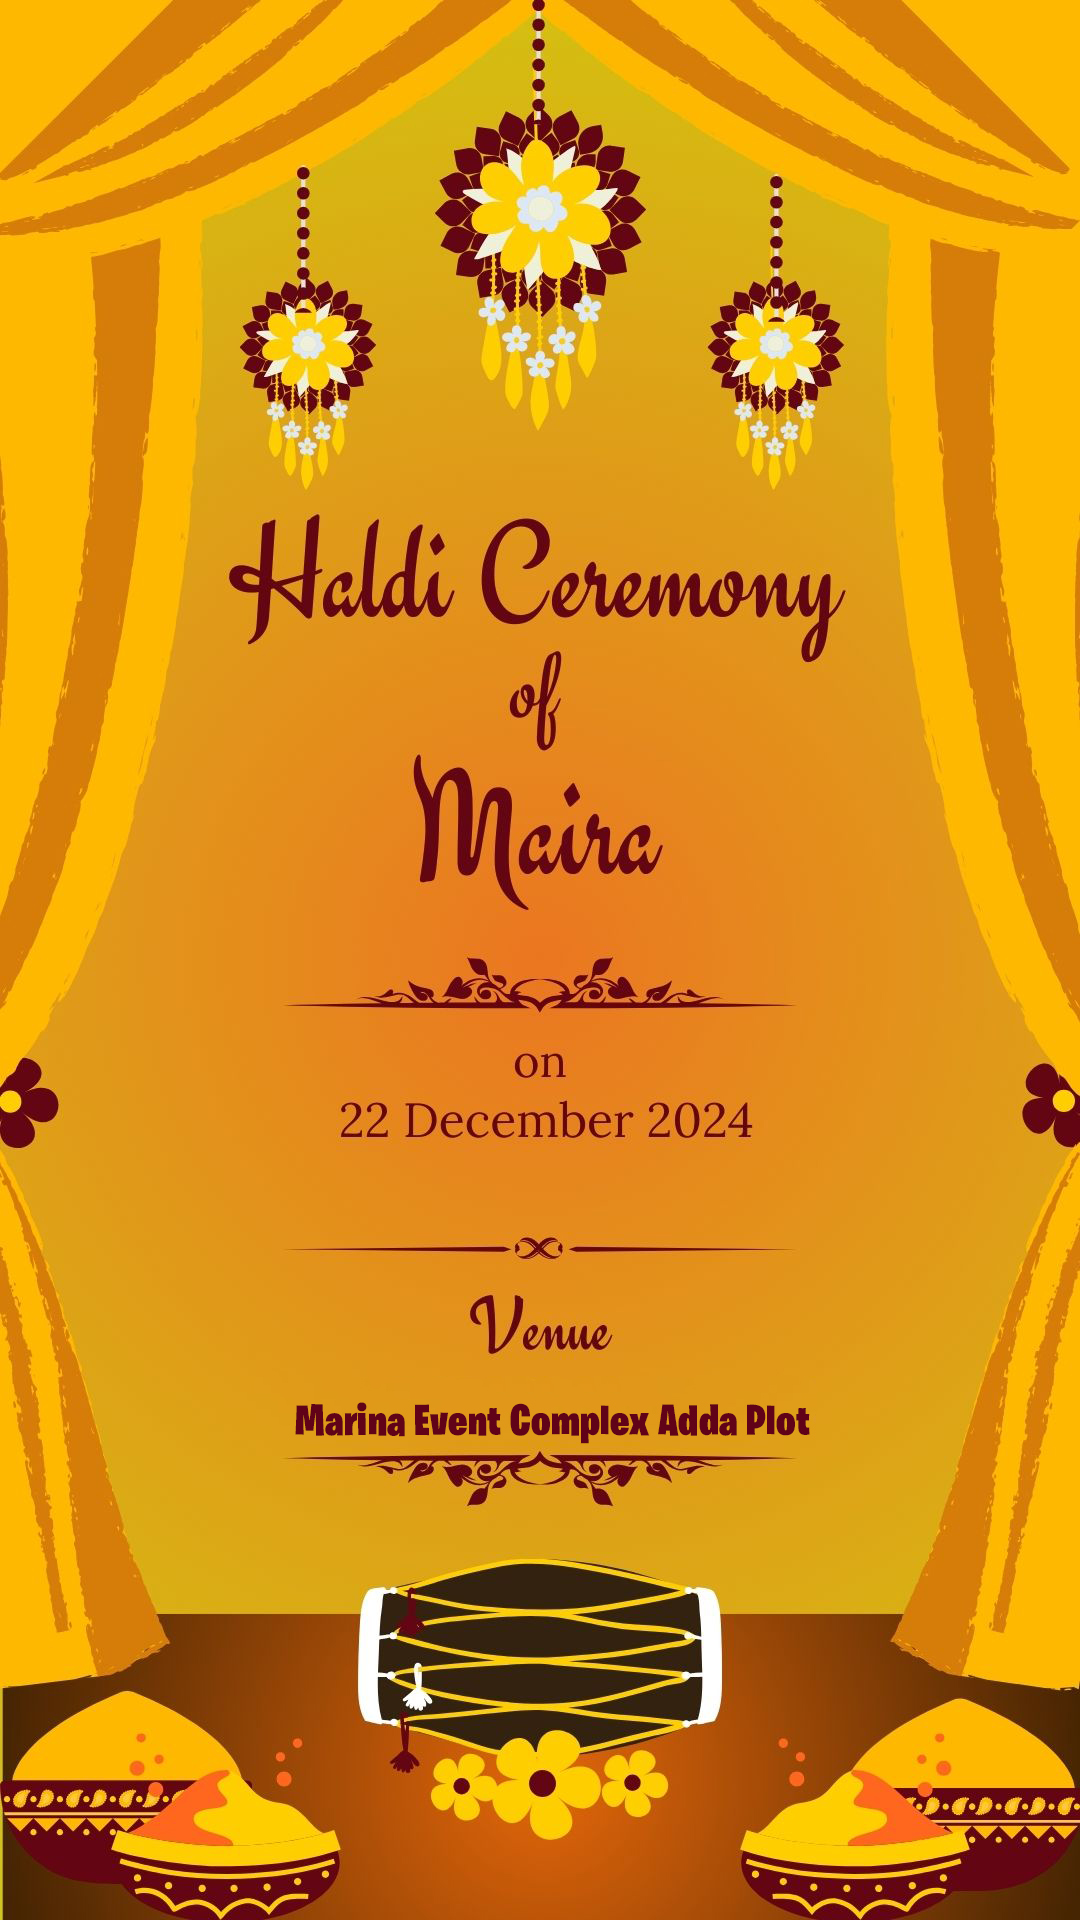 Haldi Ceremony
of
Maira
on
22 December 2024
Venue
Marina Event Complex Adda Plot